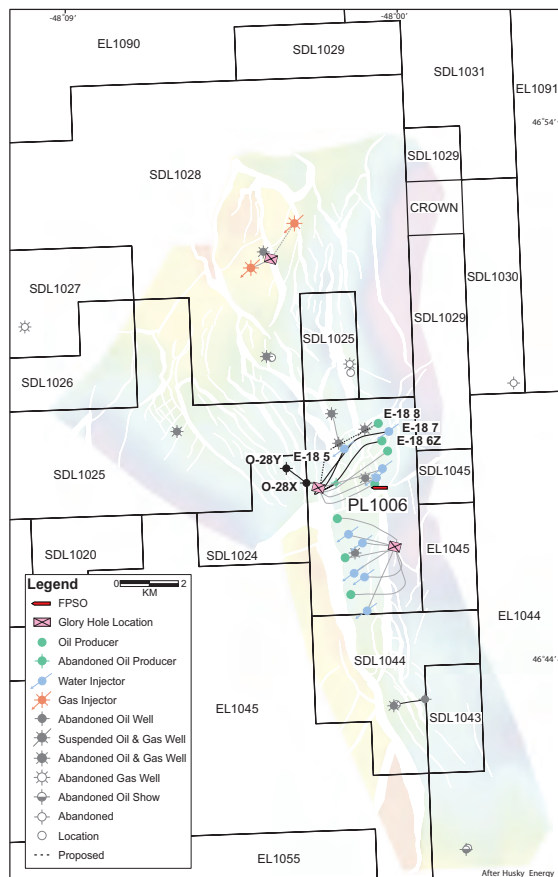 -48°09'
-48°00'
EL1090
SDL1029
SDL1031
EL1091
46°54'
SDL1029
SDL1028
CROWN
SDL1030
SDL1027
SDL1029
SDL1025
SDL1026
E-18 8
E-18 7
E-18 6Z
E-18 5
O-28Y
SDL1025
SDL1045
O-28X
PL1006
SDL1020
SDL1024
EL1045
Legend
0 2
KM
FPSO
Glory Hole Location
Oil Producer
Abandoned Oil Producer
Water Injector
Gas Injector
Abandoned Oil Well
Suspended Oil & Gas Well
Abandoned Oil & Gas Well
Abandoned Gas Well
Abandoned Oil Show
Abandoned
Location
Proposed
EL1044
SDL1044
46°44'
EL1045
SDL1043
EL1055
After Husky Energy